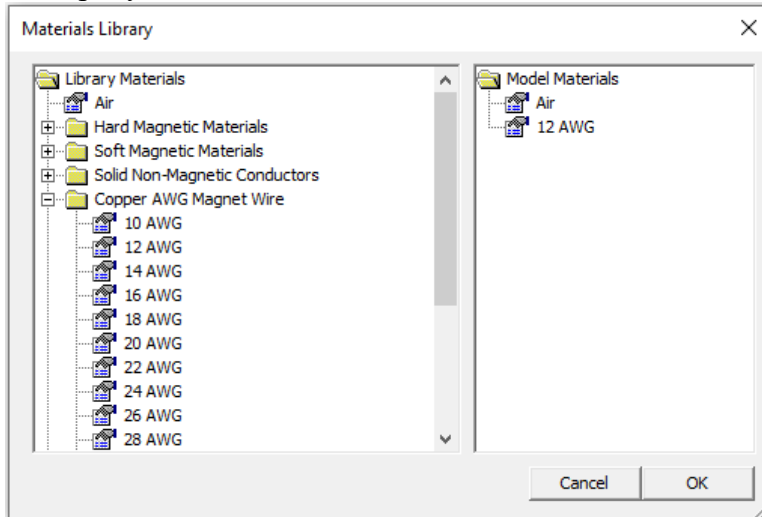 Materials Library
Library Materials
Air
Hard Magnetic Materials
Soft Magnetic Materials
Solid Non-Magnetic Conductors
Copper AWG Magnet Wire
10 AWG
12 AWG
14 AWG
16 AWG
18 AWG
20 AWG
22 AWG
24 AWG
26 AWG
28 AWG
Model Materials
Air
12 AWG
Cancel
OK